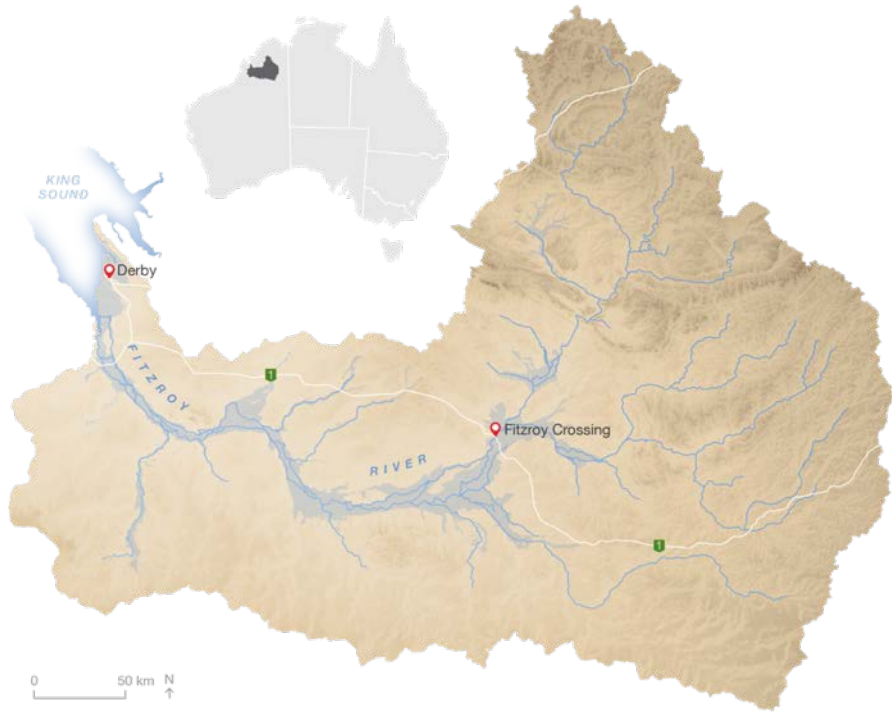 KING
SOUND
Derby
FITZROY
1
Fitzroy Crossing
RIVER
1
0 50 km N